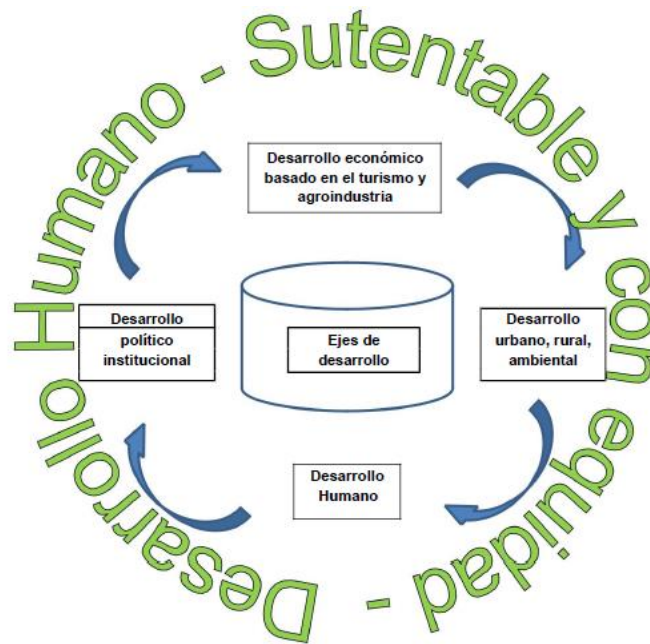 Desarrollo Humano - Sutentable y con equidad -
Desarrollo económico
basado en el turismo y
agroindustria
Desarrollo
político
institucional
Ejes de
desarrollo
Desarrollo
urbano, rural,
ambiental
Desarrollo
Humano